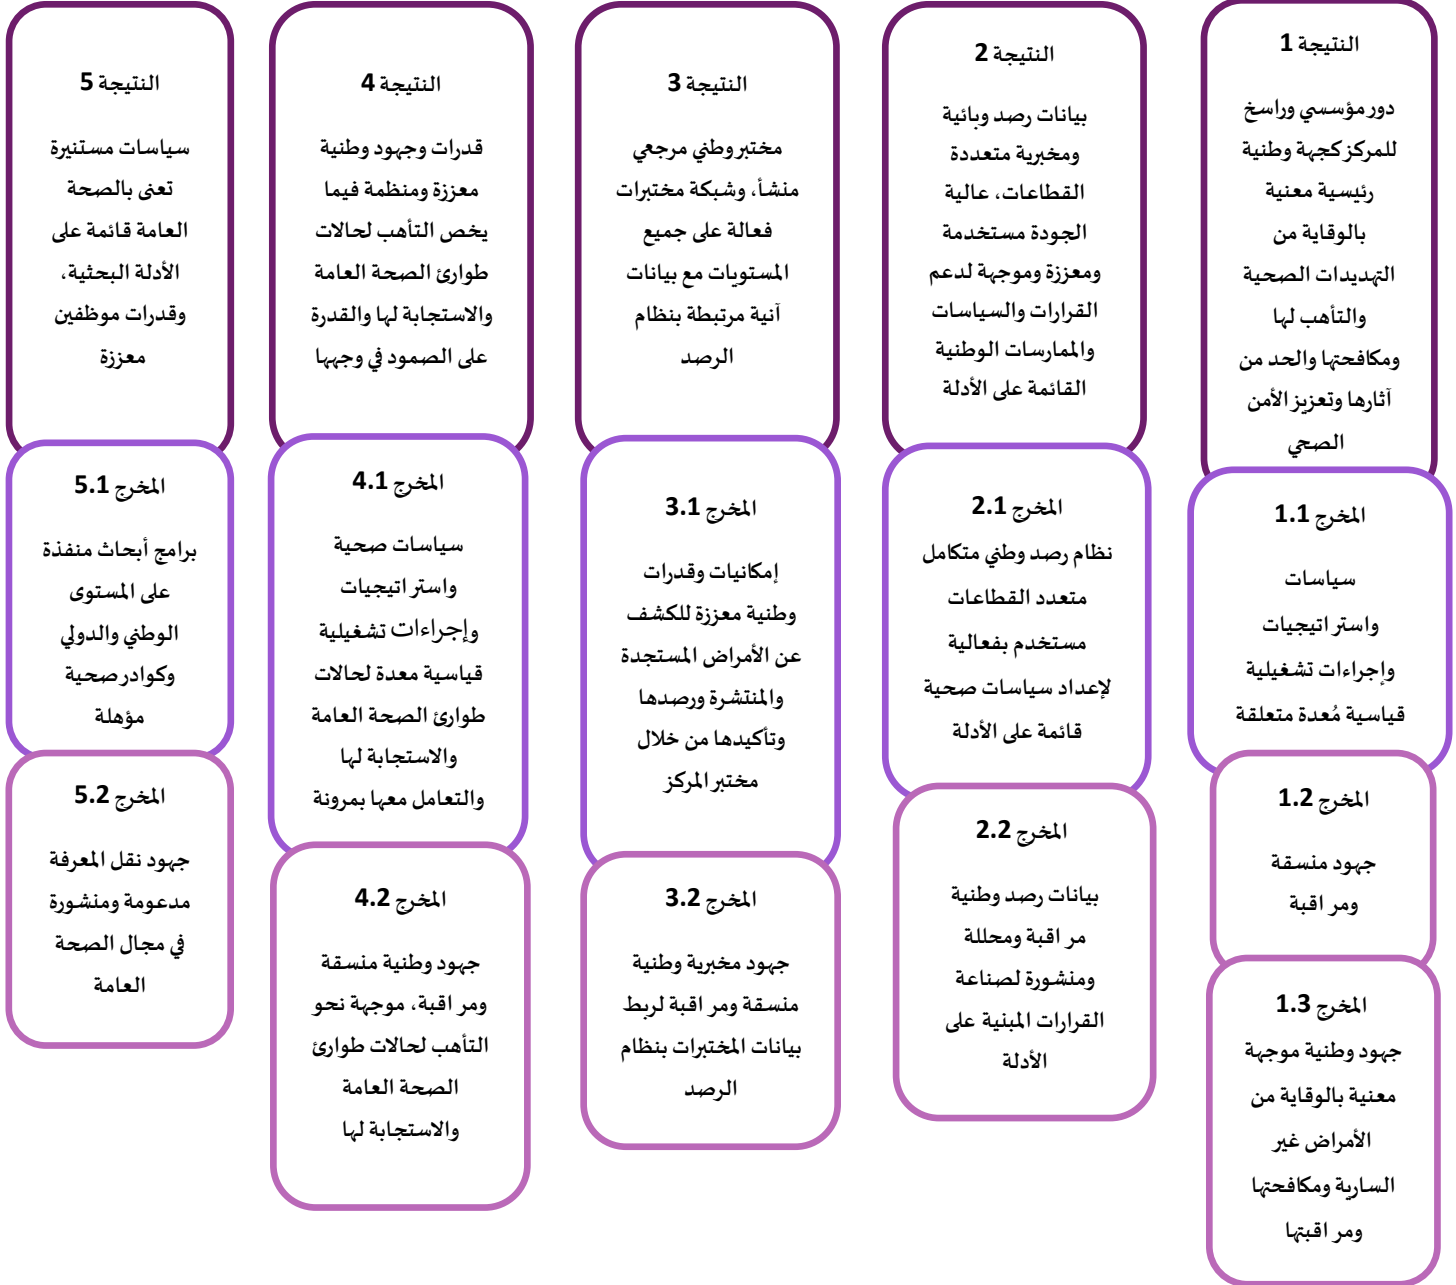 النتيجة 1
دور مؤسسي وراسخ
للمركز كجهة وطنية
رئيسية معنية
بالوقاية من
التهديدات الصحية
والتأهب لها
ومكافحتها والحد من
آثارها وتعزيز الأمن
الصحي
المخرج 1.1
سياسات
واستراتيجيات
وإجراءات تشغيلية
قياسية مُعدة متعلقة
المخرج 1.2
جهود منسقة
ومراقبة
المخرج 1.3
جهود وطنية موجهة
معنية بالوقاية من
الأمراض غير
السارية ومكافحتها
ومراقبتها
النتيجة 2
بيانات رصد وبائية
ومخبرية متعددة
القطاعات، عالية
الجودة مستخدمة
ومعززة وموجهة لدعم
القرارات والسياسات
والممارسات الوطنية
القائمة على الأدلة
المخرج 2.1
نظام رصد وطني متكامل
متعدد القطاعات
مستخدم بفعالية
لإعداد سياسات صحية
قائمة على الأدلة
المخرج 2.2
بيانات رصد وطنية
مراقبة ومحللة
ومنشورة لصناعة
القرارات المبنية على
الأدلة
النتيجة 3
مختبر وطني مرجعي
منشأ، وشبكة مختبرات
فعالة على جميع
المستويات مع بيانات
آنية مرتبطة بنظام
الرصد
المخرج 3.1
إمكانيات وقدرات
وطنية معززة للكشف
عن الأمراض المستجدة
والمنتشرة ورصدها
وتأكيدها من خلال
مختبر المركز
المخرج 3.2
جهود مخبرية وطنية
منسقة ومراقبة لربط
بيانات المختبرات بنظام
الرصد
النتيجة 4
قدرات وجهود وطنية
معززة ومنظمة فيما
يخص التأهب لحالات
طوارئ الصحة العامة
والاستجابة لها والقدرة
على الصمود في وجهها
المخرج 4.1
سياسات صحية
واستراتيجيات
وإجراءات تشغيلية
قياسية معدة لحالات
طوارئ الصحة العامة
والاستجابة لها
والتعامل معها بمرونة
المخرج 4.2
جهود وطنية منسقة
ومراقبة، موجهة نحو
التأهب لحالات طوارئ
الصحة العامة
والاستجابة لها
النتيجة 5
سياسات مستنيرة
تعنى بالصحة
العامة قائمة على
الأدلة البحثية،
وقدرات موظفين
معززة
المخرج 5.1
برامج أبحاث منفذة
على المستوى
الوطني والدولي
وكوادر صحية
مؤهلة
المخرج 5.2
جهود نقل المعرفة
مدعومة ومنشورة
في مجال الصحة
العامة